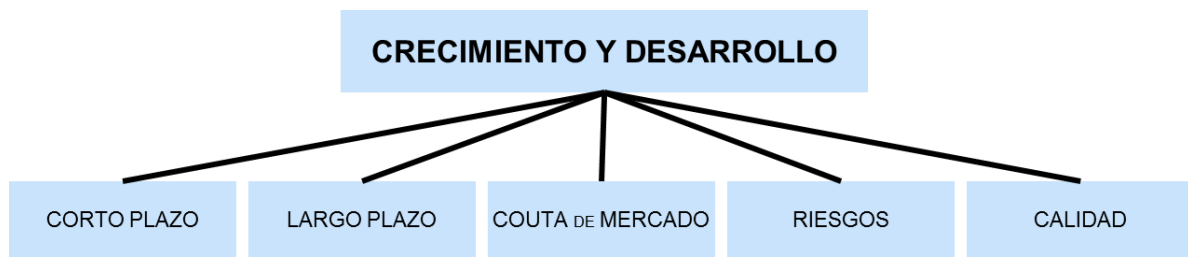 CRECIMIENTO Y DESARROLLO
CORTO PLAZO
LARGO PLAZO
COUTA DE MERCADO
RIESGOS
CALIDAD